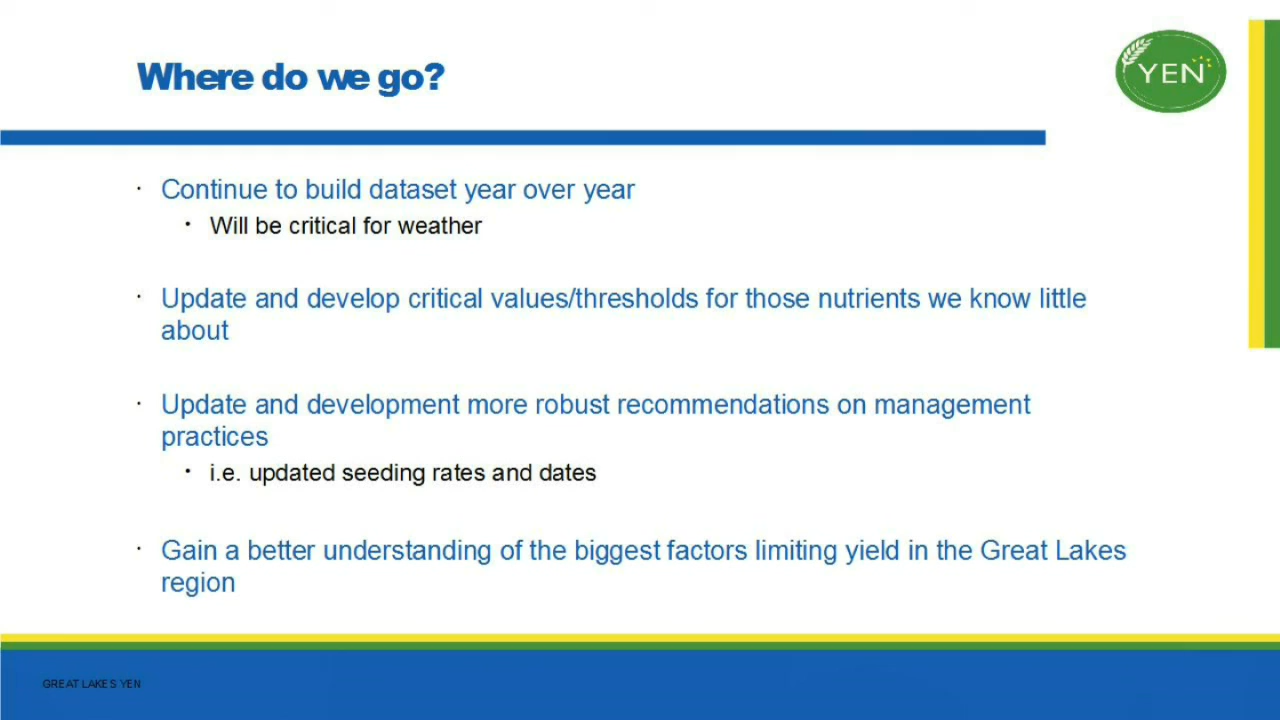 Where do we go?
YEN
· Continue to build dataset year over year
· Will be critical for weather
· Update and develop critical values/thresholds for those nutrients we know little
about
· Update and development more robust recommendations on management
practices
· i.e. updated seeding rates and dates
· Gain a better understanding of the biggest factors limiting yield in the Great Lakes
region
GREAT LAKES YEN